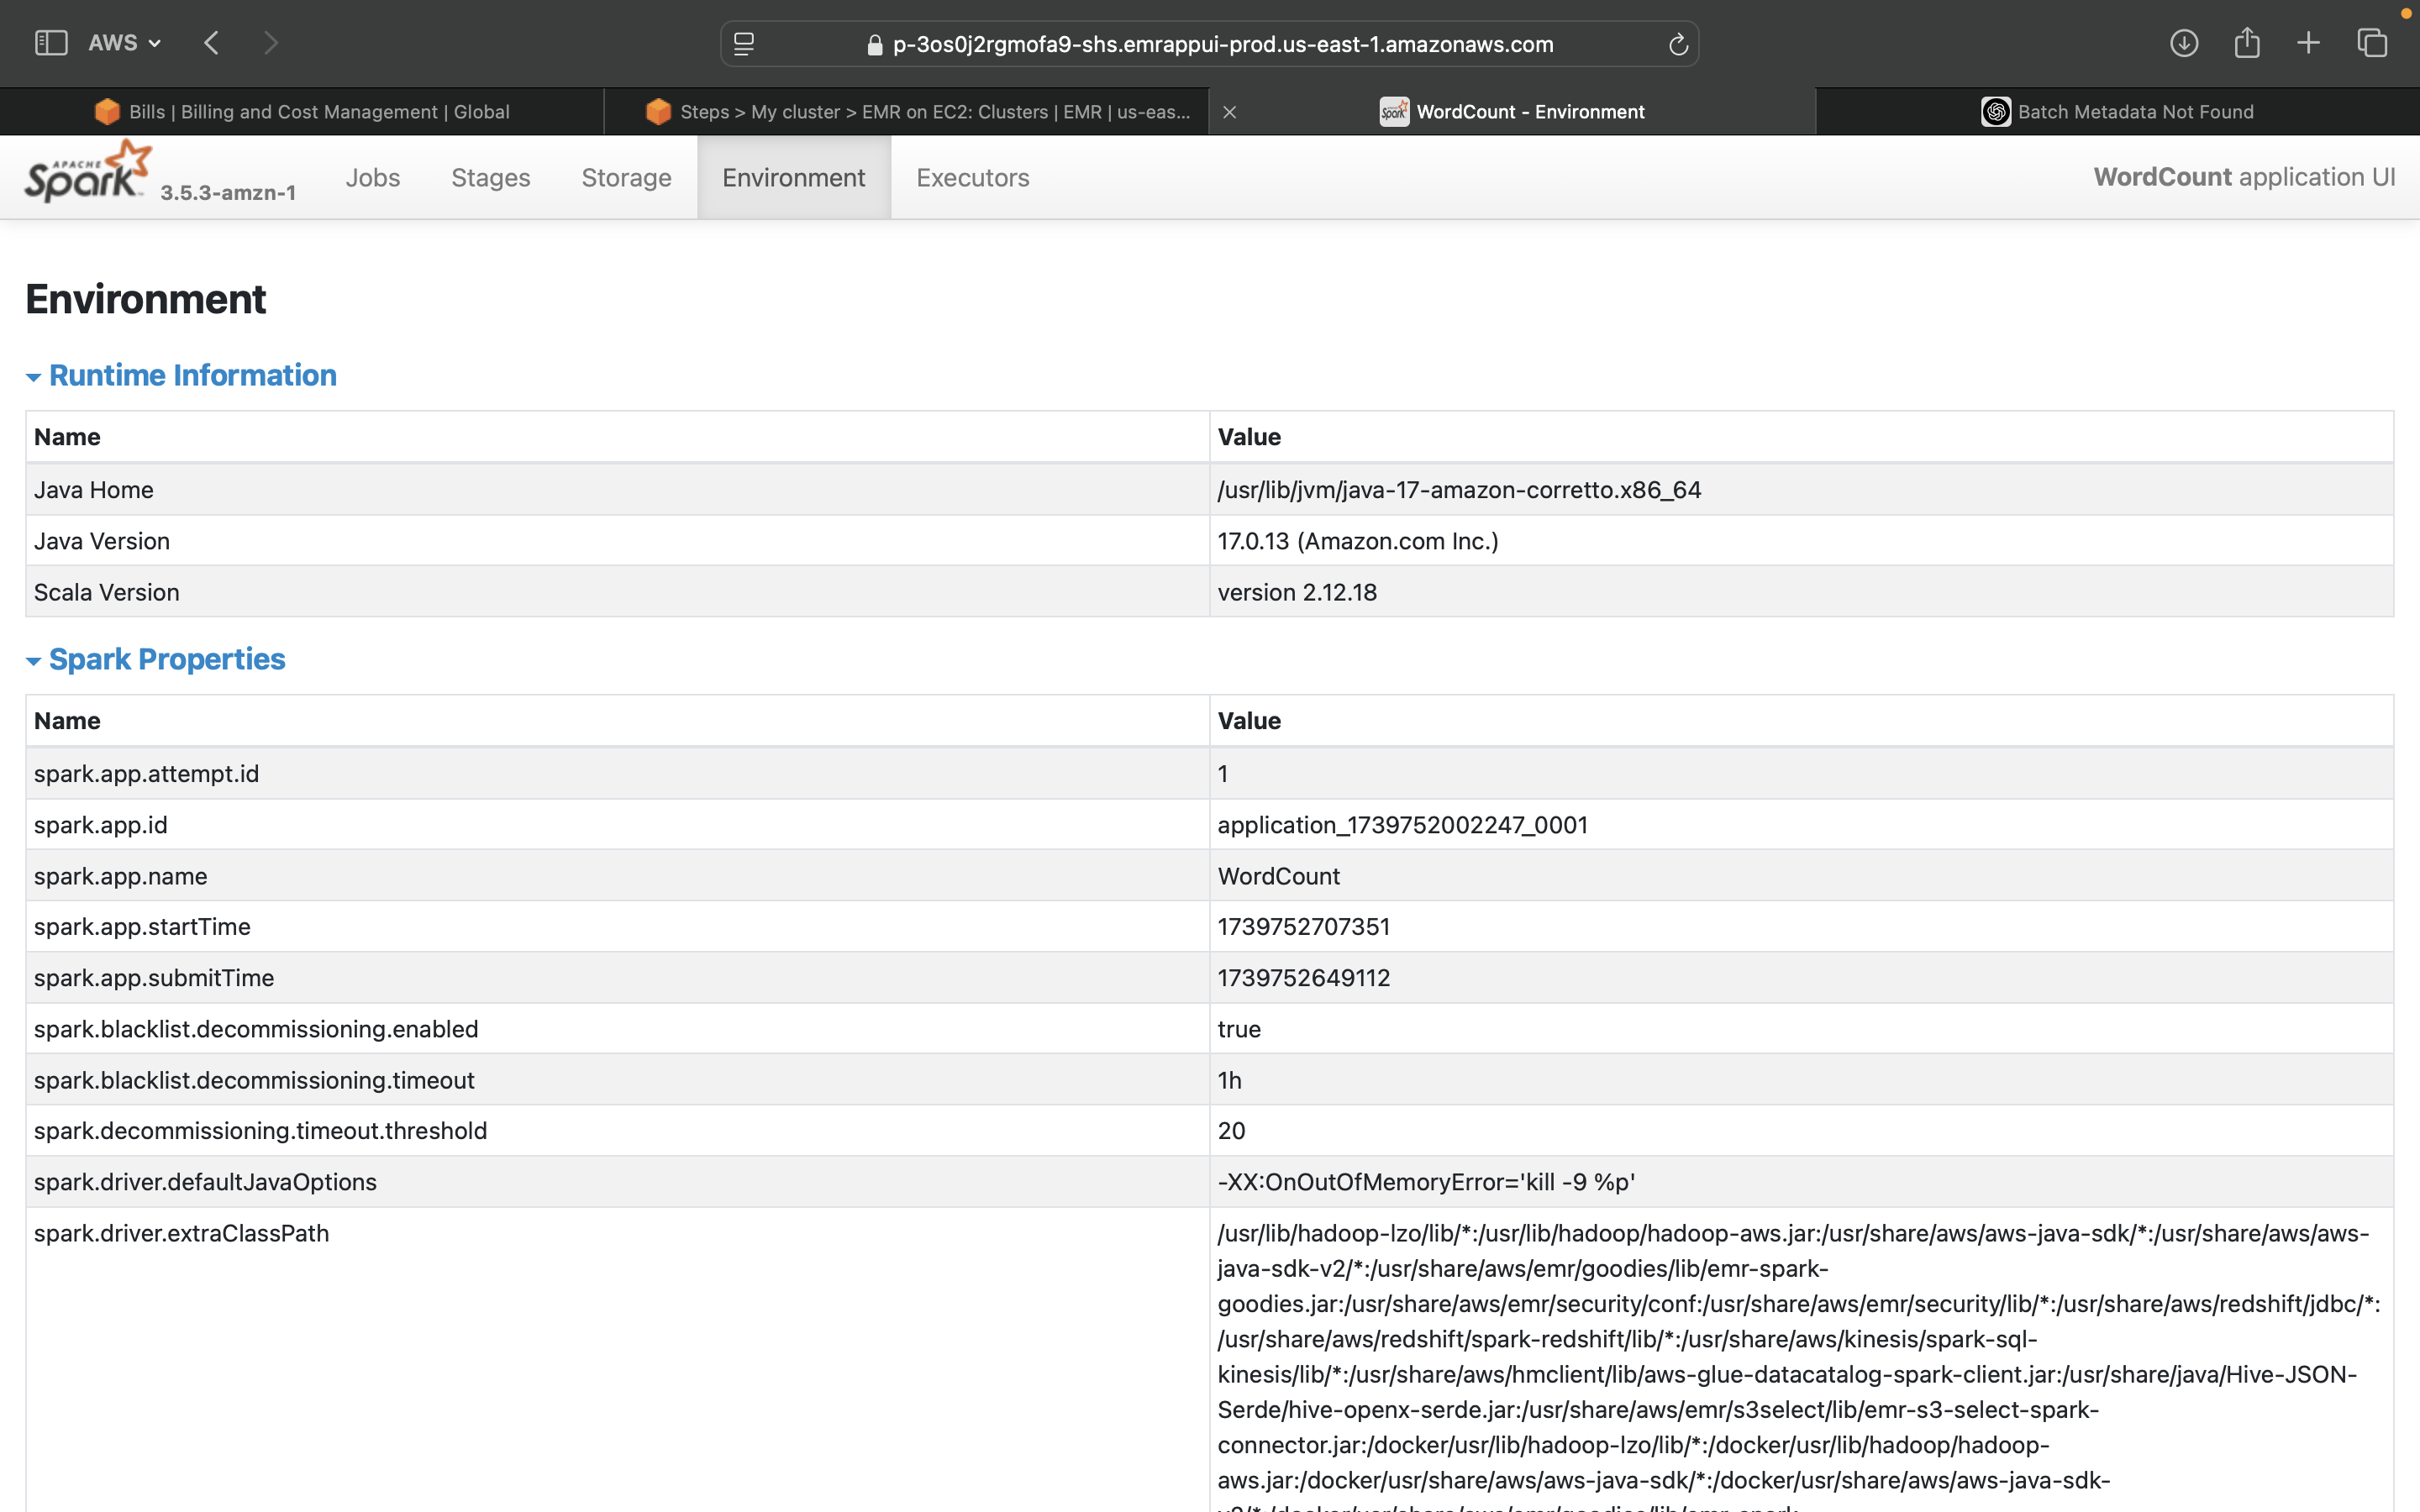 AWS
p-3os0j2rgmofa9-shs.emrappui-prod.us-east-1.amazonaws.com
Bills | Billing and Cost Management | Global
Steps > My cluster > EMR on EC2: Clusters | EMR | us-eas...
WordCount - Environment
Batch Metadata Not Found
APACHE
Spark
3.5.3-amzn-1
Jobs
Stages
Storage
Environment
Executors
WordCount application UI
Environment
Runtime Information
Name Value
Java Home /usr/lib/jvm/java-17-amazon-corretto.x86_64
Java Version 17.0.13 (Amazon.com Inc.)
Scala Version version 2.12.18
Spark Properties
Name Value
spark.app.attempt.id 1
spark.app.id application_1739752002247_0001
spark.app.name WordCount
spark.app.startTime 1739752707351
spark.app.submitTime 1739752649112
spark.blacklist.decommissioning.enabled true
spark.blacklist.decommissioning.timeout 1h
spark.decommissioning.timeout.threshold 20
spark.driver.defaultJavaOptions -XX:OnOutOfMemoryError='kill -9 %p'
spark.driver.extraClassPath /usr/lib/hadoop-lzo/lib/*:/usr/lib/hadoop/hadoop-aws.jar:/usr/share/aws/aws-java-sdk/*:/usr/share/aws/aws-
java-sdk-v2/*:/usr/share/aws/emr/goodies/lib/emr-spark-
goodies.jar:/usr/share/aws/emr/security/conf:/usr/share/aws/emr/security/lib/*:/usr/share/aws/redshift/jdbc/*:
/usr/share/aws/redshift/spark-redshift/lib/*:/usr/share/aws/kinesis/spark-sql-
kinesis/lib/*:/usr/share/aws/hmclient/lib/aws-glue-datacatalog-spark-client.jar:/usr/share/java/Hive-JSON-
Serde/hive-openx-serde.jar:/usr/share/aws/emr/s3select/lib/emr-s3-select-spark-
connector.jar:/docker/usr/lib/hadoop-lzo/lib/*:/docker/usr/lib/hadoop/hadoop-
aws.jar:/docker/usr/share/aws/aws-java-sdk/*:/docker/usr/share/aws/aws-java-sdk-